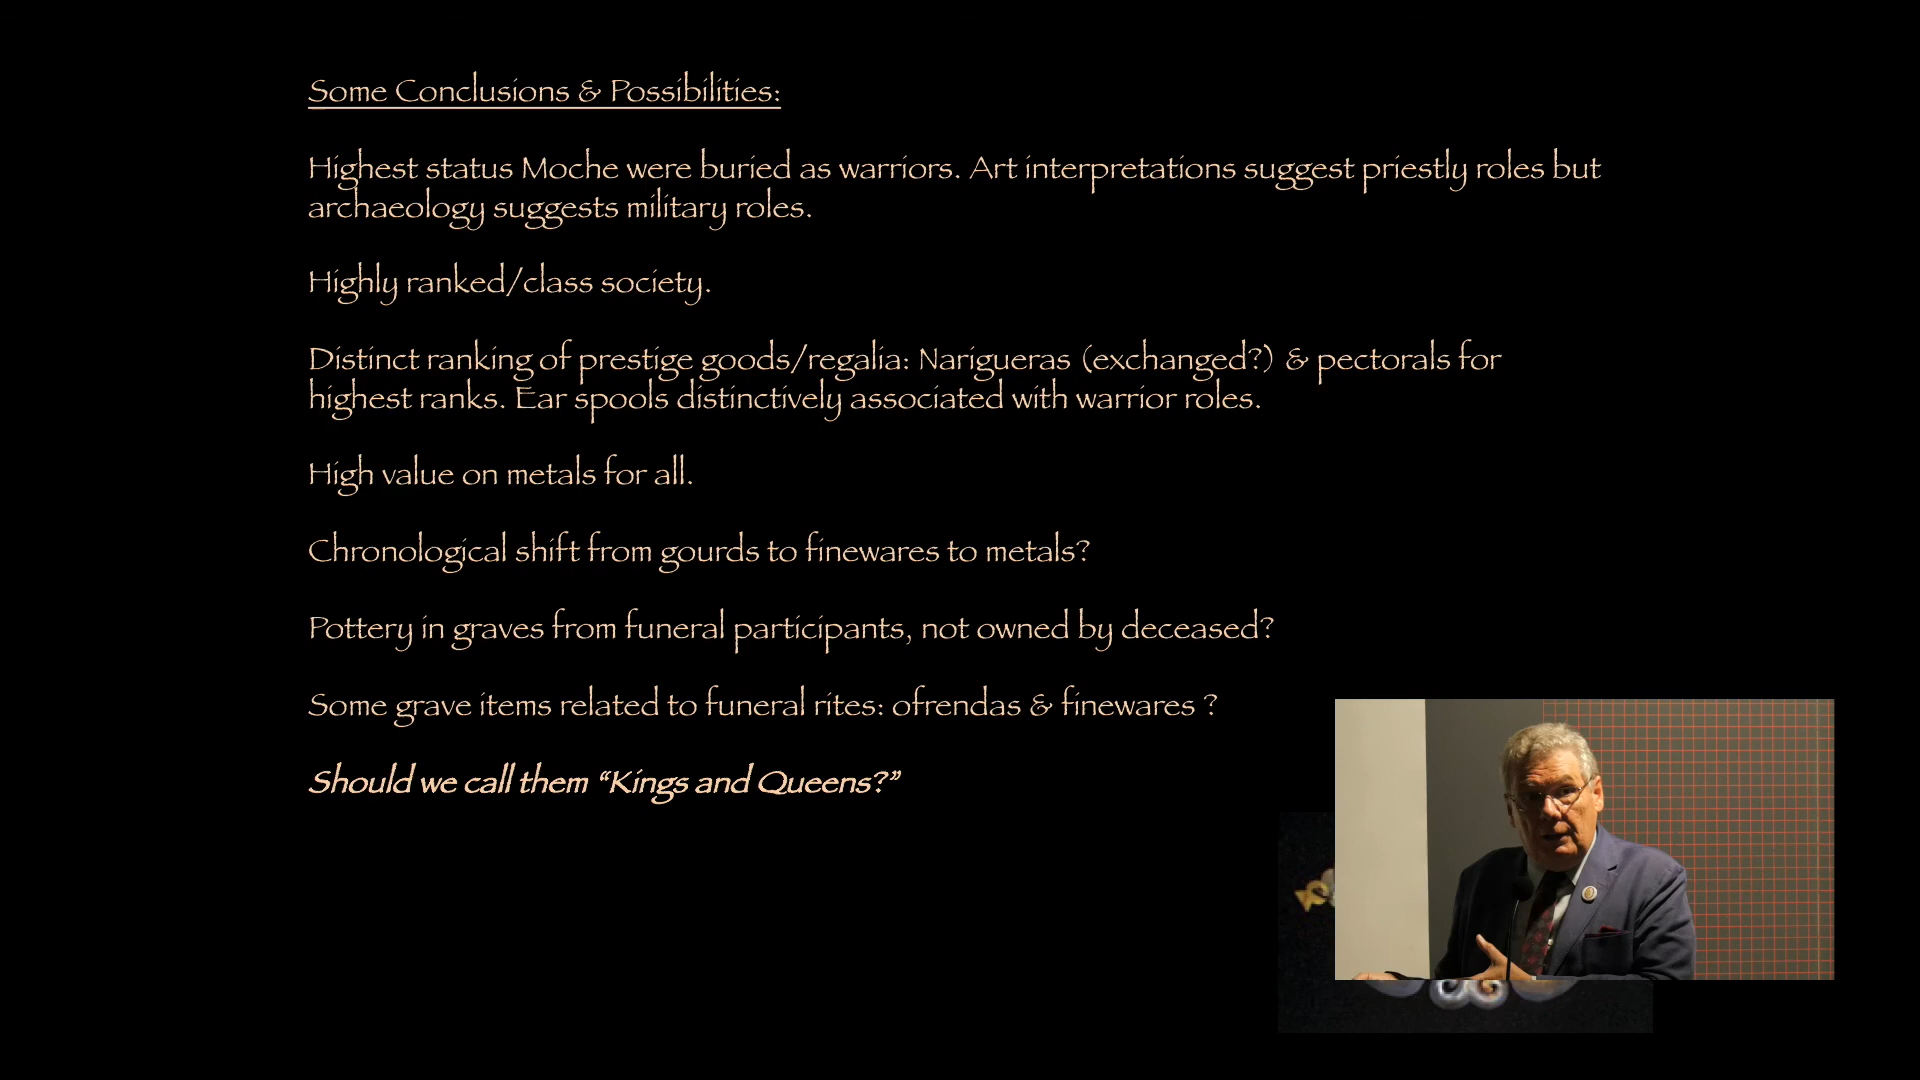 Some Conclusions & Possibilities:
Highest status Moche were buried as warriors. Art interpretations suggest priestly roles but
archaeology suggests military roles.
Highly ranked/class society.
Distinct ranking of prestige goods/regalia: Narigueras (exchanged?) & pectorals for
highest ranks. Ear spools distinctively associated with warrior roles.
High value on metals for all.
Chronological shift from gourds to finewares to metals?
Pottery in graves from funeral participants, not owned by deceased?
Some grave items related to funeral rites: ofrendas & finewares ?
Should we call them “Kings and Queens?”